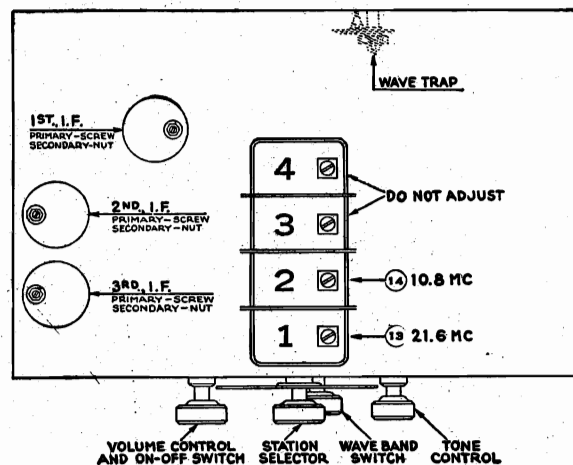 WAVE TRAP
1ST. I.F.
PRIMARY-SCREW
SECONDARY-NUT
4
DO NOT ADJUST
3
2ND. I.F.
PRIMARY-SCREW
SECONDARY-NUT
2
14 10.8 MC
3RD. I.F.
PRIMARY-SCREW
SECONDARY-NUT
1
13 21.6 MC
VOLUME CONTROL
AND ON-OFF SWITCH
STATION
SELECTOR
WAVE BAND
SWITCH
TONE
CONTROL